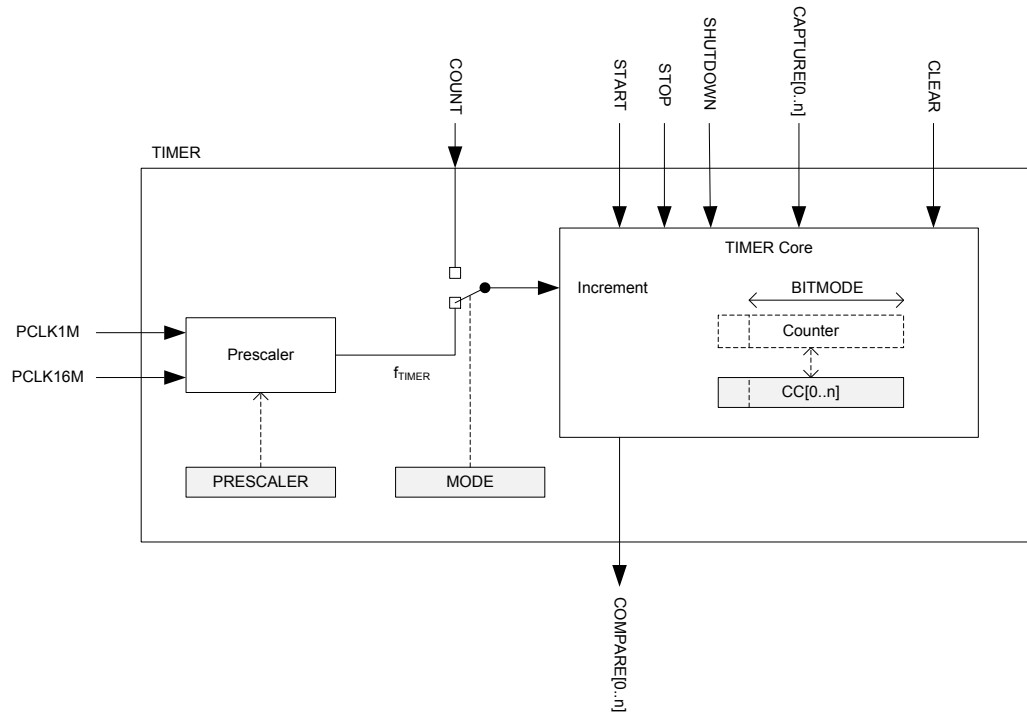 COUNT
START
STOP
SHUTDOWN
CAPTURE[0..n]
CLEAR
TIMER
TIMER Core
Increment
BITMODE
Counter
CC[0..n]
PCLK1M
PCLK16M
Prescaler
fTIMER
PRESCALER
MODE
COMPARE[0..n]